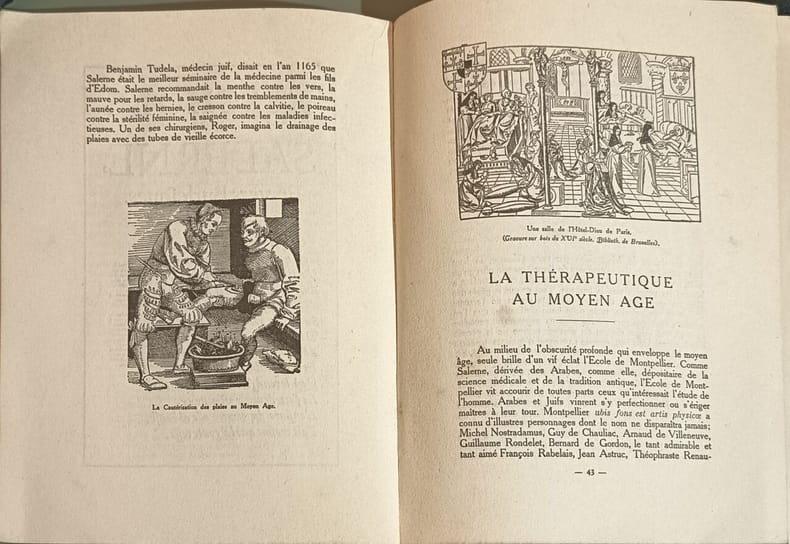 Benjamin Tudela, médecin juif, disait en l'an 1165 que
Salerne était le meilleur séminaire de la médecine parmi les fils
d'Edom. Salerne recommandait la menthe contre les vers, la
mauve pour les retards, la sauge contre les tremblements de mains,
l'aunée contre les hernies, le cresson contre la calvitie, le poireau
contre la stérilité féminine, la saignée contre les maladies infec-
tieuses. Un de ses chirurgiens, Roger, imagina le drainage des
plaies avec des tubes de vieille écorce.
La Cautérisation des plaies au Moyen Age.
Une salle de l'Hôtel-Dieu de Paris.
(Gravure sur bois du XVIe siècle. Biblioth. de Bruxelles).
LA THÉRAPEUTIQUE
AU MOYEN AGE
Au milieu de l'obscurité profonde qui enveloppe le moyen
âge, seule brille d'un vif éclat l'Ecole de Montpellier. Comme
Salerne, dérivée des Arabes, comme elle, dépositaire de la
science médicale et de la tradition antique, l'Ecole de Mont-
pellier vit accourir de toutes parts ceux qu'intéressait l'étude de
l'homme. Arabes et Juifs vinrent s'y perfectionner ou s'ériger
maîtres à leur tour. Montpellier ubis fons est artis physicæ a
connu d'illustres personnages dont le nom ne disparaîtra jamais;
Michel Nostradamus, Guy de Chauliac, Arnaud de Villeneuve,
Guillaume Rondelet, Bernard de Gordon, le tant admirable et
tant aimé François Rabelais, Jean Astruc, Théophraste Renau-
— 43 —